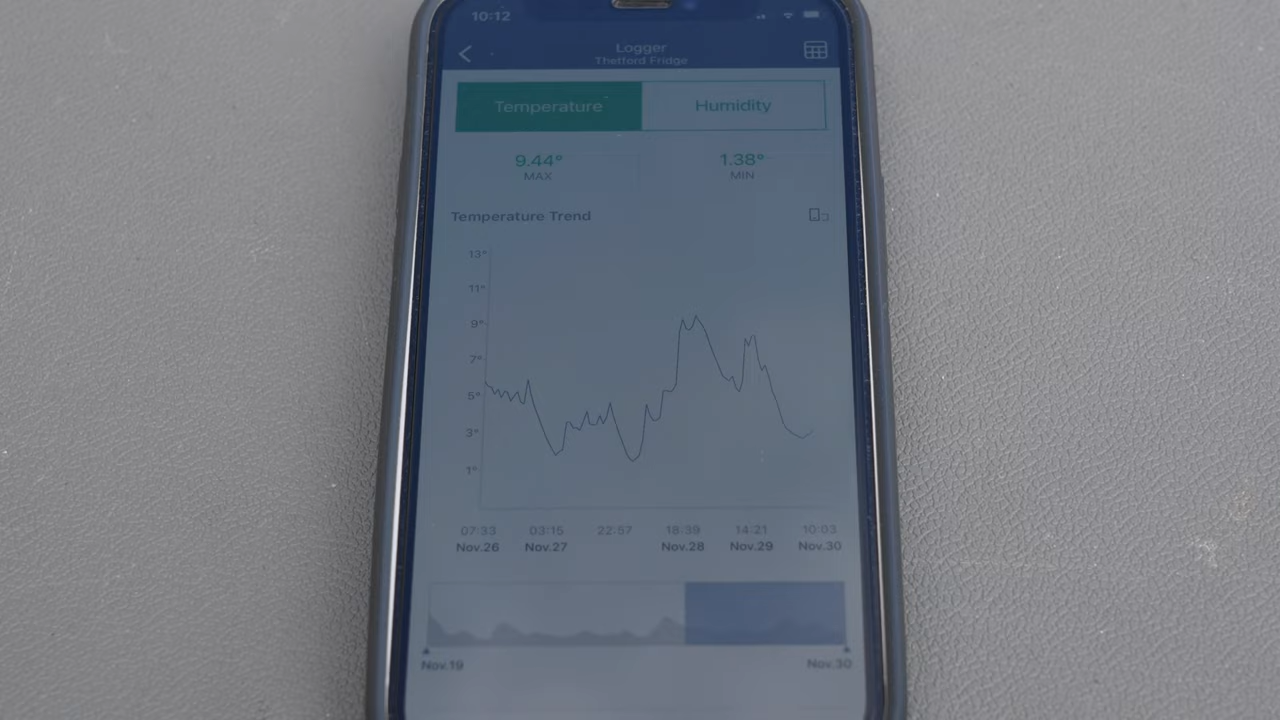 10:12
Logger
Thetford Fridge
Temperature Humidity
9.44° 1.38°
MAX MIN
Temperature Trend
13°
11°
9°
7°
5°
3°
1°
07:33 03:15 22:57 18:39 14:21 10:03
Nov.26 Nov.27 Nov.28 Nov.29 Nov.30
Nov.19 Nov.30